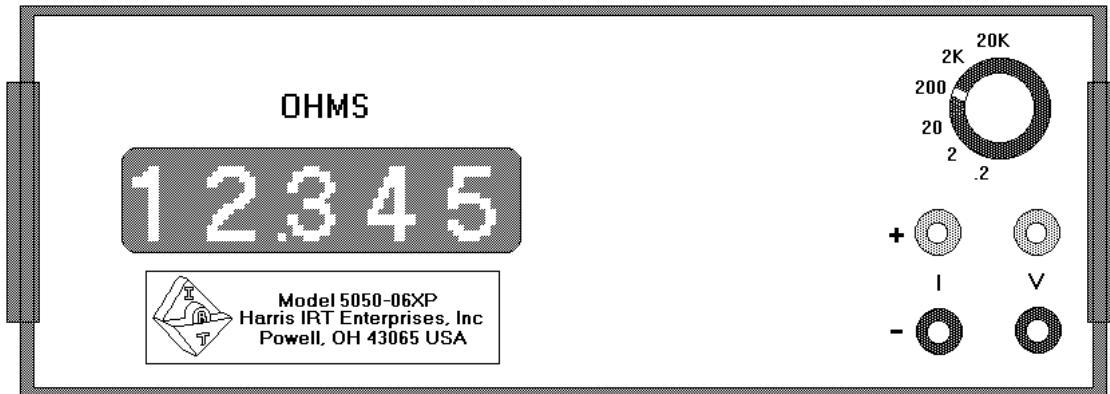 OHMS
12.345
I
R
T
Model 5050-06XP
Harris IRT Enterprises, Inc
Powell, OH 43065 USA
20K
2K
200
20
2
.2
+
I
V
-